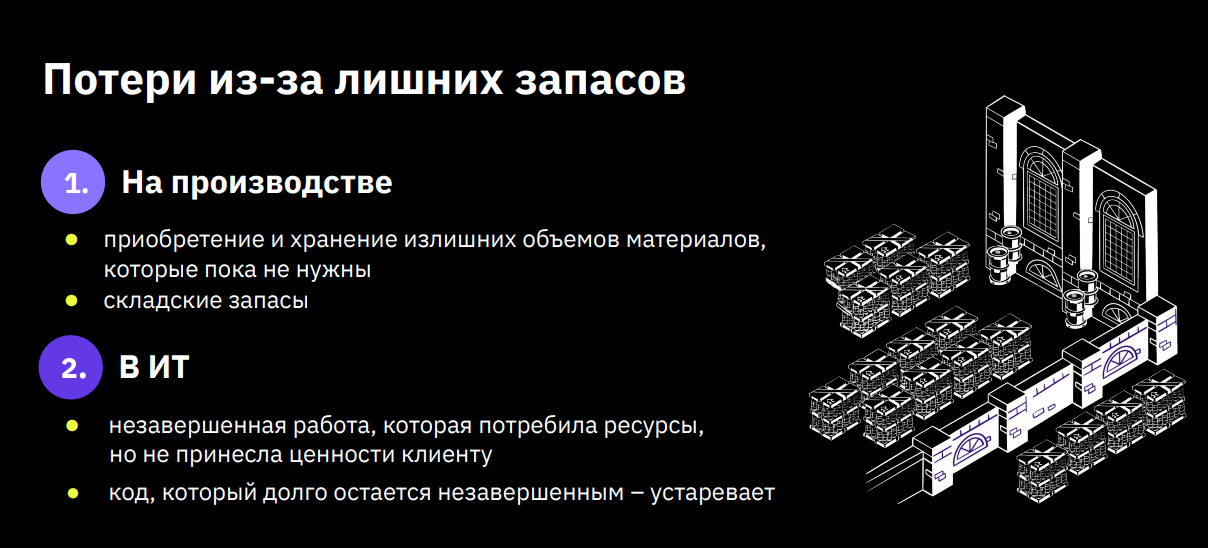 Потери из-за лишних запасов
1. На производстве
приобретение и хранение излишних объемов материалов,
которые пока не нужны
складские запасы
2. В ИТ
незавершенная работа, которая потребила ресурсы,
но не принесла ценности клиенту
код, который долго остается незавершенным – устаревает